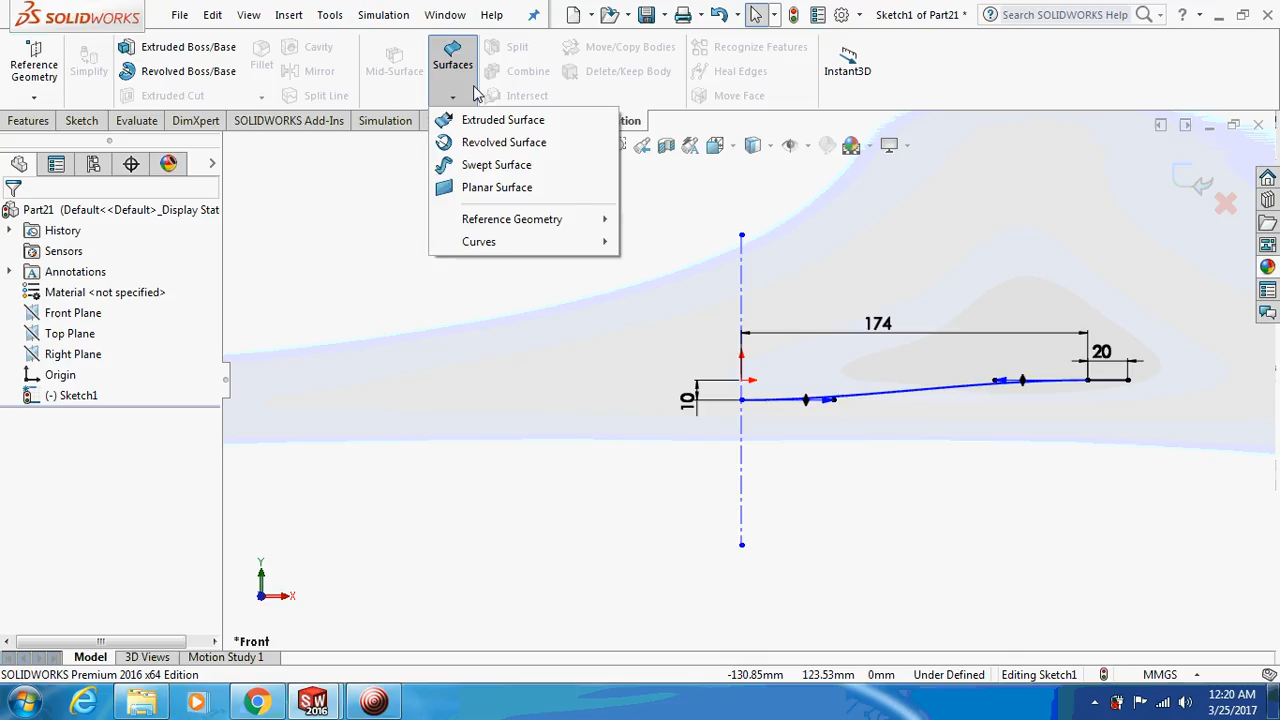 SOLIDWORKS File Edit View Insert Tools Simulation Window Help Sketch1 of Part21 * Search SOLIDWORKS Help
Reference Geometry
Simplify
Extruded Boss/Base
Revolved Boss/Base
Extruded Cut
Fillet
Cavity
Mirror
Split Line
Mid-Surface
Surfaces
Split
Combine
Intersect
Move/Copy Bodies
Delete/Keep Body
Recognize Features
Heal Edges
Move Face
Instant3D
Features Sketch Evaluate DimXpert SOLIDWORKS Add-Ins Simulation tion
Extruded Surface
Revolved Surface
Swept Surface
Planar Surface
Reference Geometry
Curves
Part21 (Default<<Default>_Display Stat
History
Sensors
Annotations
Material <not specified>
Front Plane
Top Plane
Right Plane
Origin
(-) Sketch1
174
20
10
Y
X
*Front
Model 3D Views Motion Study 1
SOLIDWORKS Premium 2016 x64 Edition -130.85mm 123.53mm 0mm Under Defined Editing Sketch1 MMGS
SW
2016
12:20 AM
3/25/2017